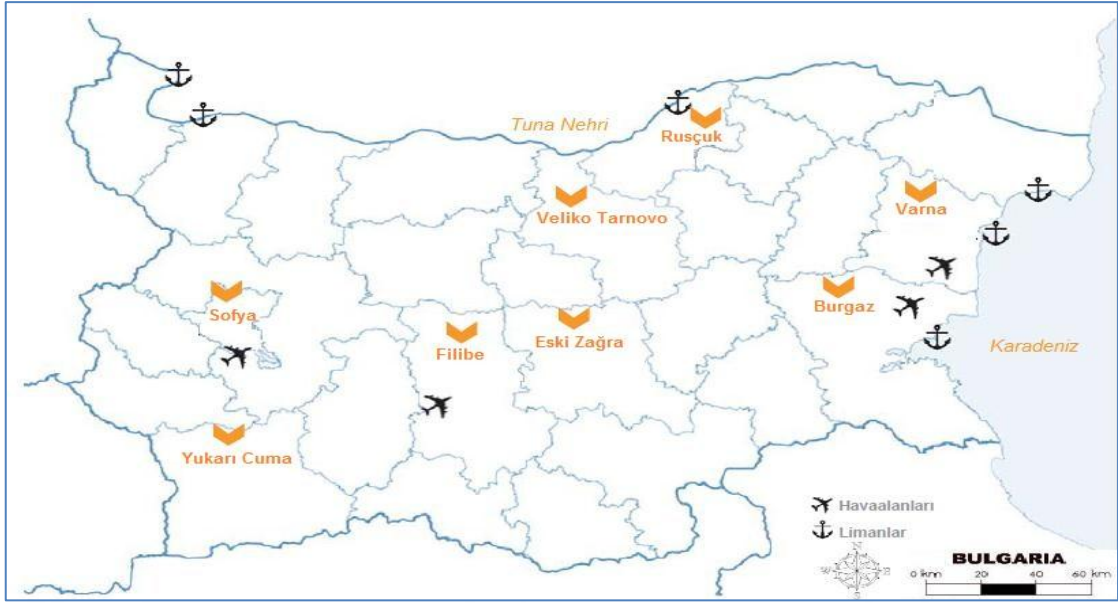 Tuna Nehri
Rusçuk
Veliko Tarnovo
Varna
Sofya
Filibe
Eski Zağra
Burgaz
Karadeniz
Yukarı Cuma
Havaalanları
Limanlar
N
W
E
S
BULGARIA
0 km 20 40 60 km